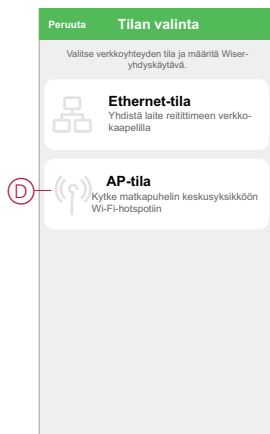 Peruuta Tilan valinta
Valitse verkkoyhteyden tila ja määritä Wiser-
yhdyskäytävä.
Ethernet-tila
Yhdistä laite reitittimeen verkko-
kaapelilla
D
AP-tila
Kytke matkapuhelin keskusyksikköön
Wi-Fi-hotspotiin